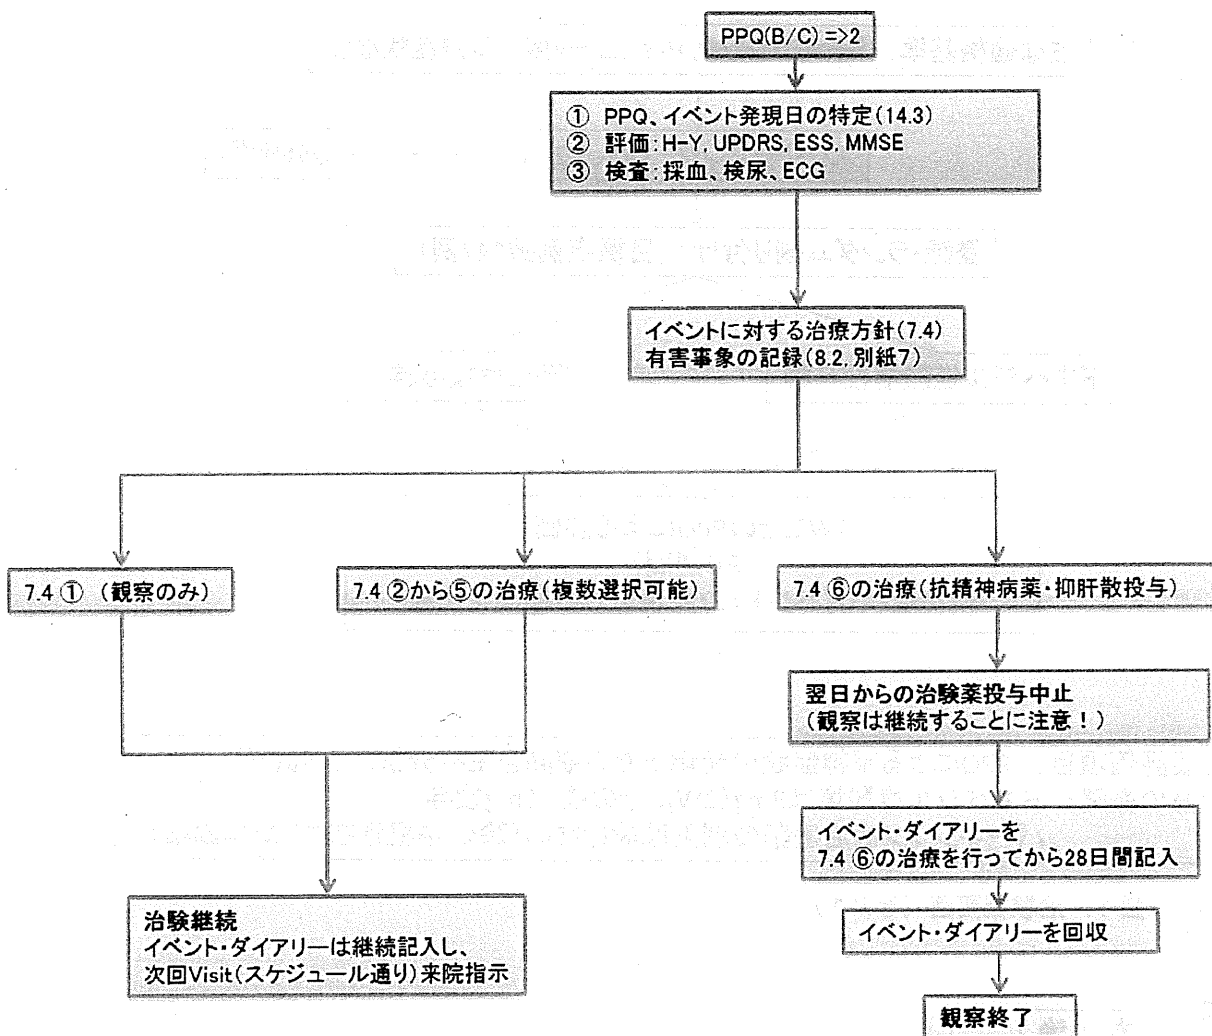 PPQ(B/C) =>2
① PPQ、イベント発現日の特定(14.3)
② 評価:H-Y, UPDRS, ESS, MMSE
③ 検査:採血、検尿、ECG
イベントに対する治療方針(7.4)
有害事象の記録(8.2, 別紙7)
7.4 ① (観察のみ)
7.4 ②から⑤の治療(複数選択可能)
7.4 ⑥の治療(抗精神病薬・抑肝散投与)
翌日からの治験薬投与中止
(観察は継続することに注意!)
イベント・ダイアリーを
7.4 ⑥の治療を行ってから28日間記入
治験継続
イベント・ダイアリーは継続記入し、
次回Visit(スケジュール通り)来院指示
イベント・ダイアリーを回収
観察終了